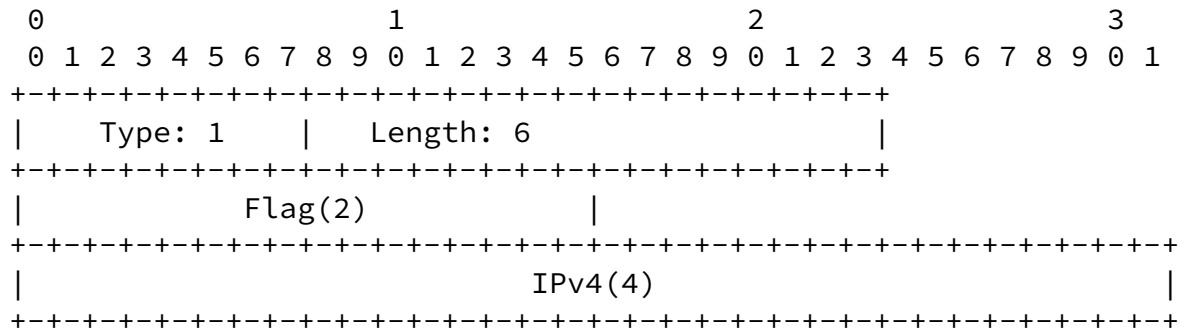 0                   1                   2                   3
 0 1 2 3 4 5 6 7 8 9 0 1 2 3 4 5 6 7 8 9 0 1 2 3 4 5 6 7 8 9 0 1
+-+-+-+-+-+-+-+-+-+-+-+-+-+-+-+-+-+-+-+-+-+-+-+-+
|    Type: 1    |   Length: 6                   |
+-+-+-+-+-+-+-+-+-+-+-+-+-+-+-+-+-+-+-+-+-+-+-+-+
|            Flag(2)            |
+-+-+-+-+-+-+-+-+-+-+-+-+-+-+-+-+-+-+-+-+-+-+-+-+-+-+-+-+-+-+-+-+
|                            IPv4(4)                            |
+-+-+-+-+-+-+-+-+-+-+-+-+-+-+-+-+-+-+-+-+-+-+-+-+-+-+-+-+-+-+-+-+